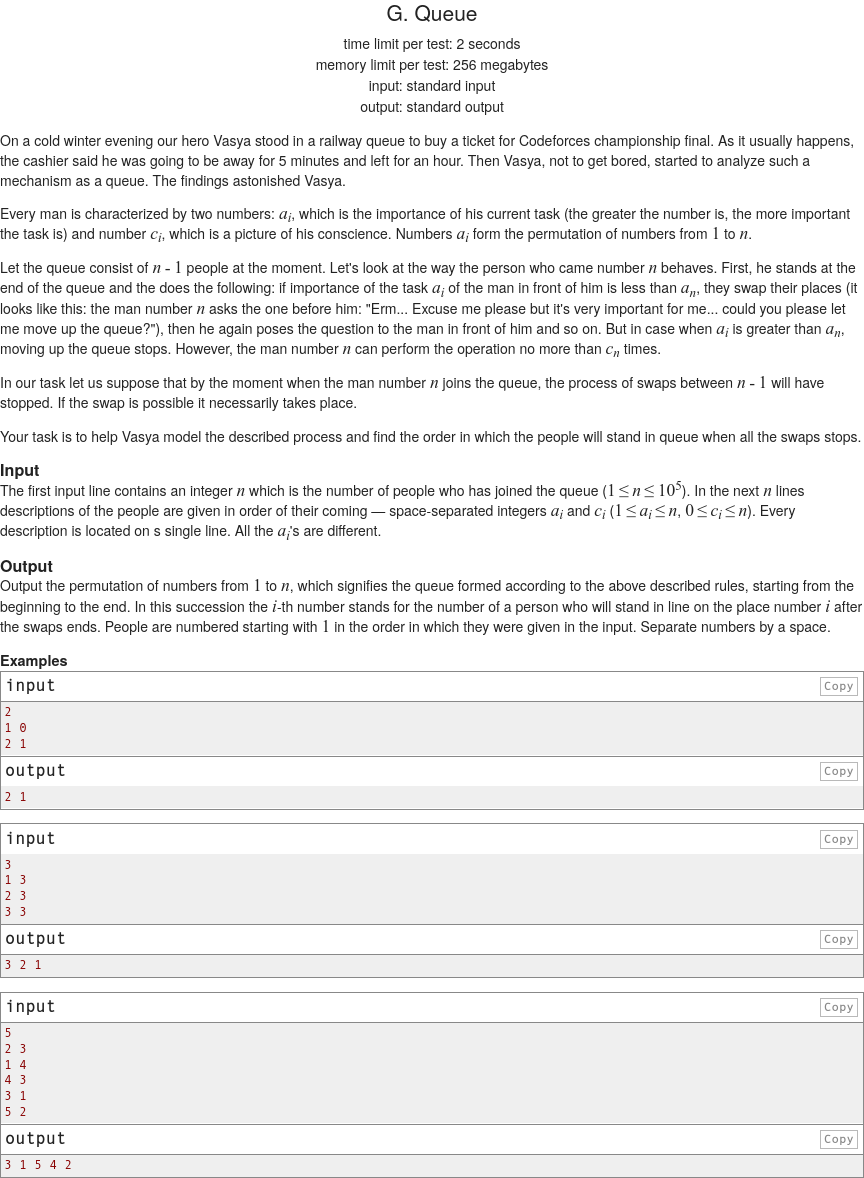 G. Queue
time limit per test: 2 seconds
memory limit per test: 256 megabytes
input: standard input
output: standard output
On a cold winter evening our hero Vasya stood in a railway queue to buy a ticket for Codeforces championship final. As it usually happens,
the cashier said he was going to be away for 5 minutes and left for an hour. Then Vasya, not to get bored, started to analyze such a
mechanism as a queue. The findings astonished Vasya.
Every man is characterized by two numbers: a_i, which is the importance of his current task (the greater the number is, the more important
the task is) and number c_i, which is a picture of his conscience. Numbers a_i form the permutation of numbers from 1 to n.
Let the queue consist of n - 1 people at the moment. Let's look at the way the person who came number n behaves. First, he stands at the
end of the queue and the does the following: if importance of the task a_i of the man in front of him is less than a_n, they swap their places (it
looks like this: the man number n asks the one before him: "Erm... Excuse me please but it's very important for me... could you please let
me move up the queue?"), then he again poses the question to the man in front of him and so on. But in case when a_i is greater than a_n,
moving up the queue stops. However, the man number n can perform the operation no more than c_n times.
In our task let us suppose that by the moment when the man number n joins the queue, the process of swaps between n - 1 will have
stopped. If the swap is possible it necessarily takes place.
Your task is to help Vasya model the described process and find the order in which the people will stand in queue when all the swaps stops.
Input
The first input line contains an integer n which is the number of people who has joined the queue (1 ≤ n ≤ 10^5). In the next n lines
descriptions of the people are given in order of their coming — space-separated integers a_i and c_i (1 ≤ a_i ≤ n, 0 ≤ c_i ≤ n). Every
description is located on s single line. All the a_i's are different.
Output
Output the permutation of numbers from 1 to n, which signifies the queue formed according to the above described rules, starting from the
beginning to the end. In this succession the i-th number stands for the number of a person who will stand in line on the place number i after
the swaps ends. People are numbered starting with 1 in the order in which they were given in the input. Separate numbers by a space.
Examples
input Copy
2
1 0
2 1
output Copy
2 1
input Copy
3
1 3
2 3
3 3
output Copy
3 2 1
input Copy
5
2 3
1 4
4 3
3 1
5 2
output Copy
3 1 5 4 2